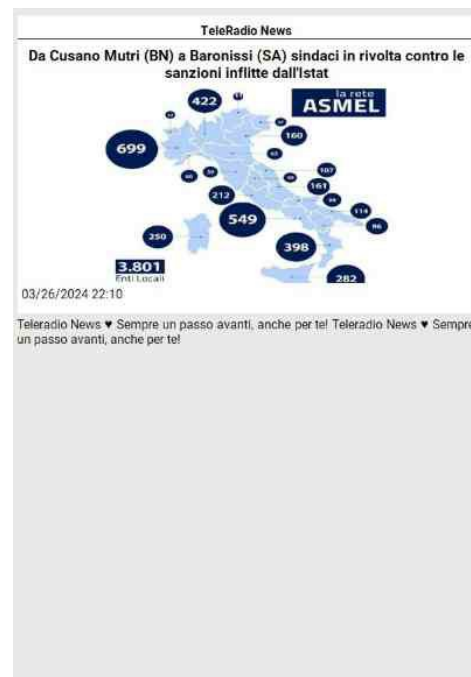 TeleRadio News
Da Cusano Mutri (BN) a Baronissi (SA) sindaci in rivolta contro le
sanzioni inflitte dall'Istat
la rete
ASMEL
422
160
699
107
161
212
114
549
86
250
398
3.801
Enti Locali
282
03/26/2024 22:10
Teleradio News ♥ Sempre un passo avanti, anche per te! Teleradio News ♥ Sempre
un passo avanti, anche per te!